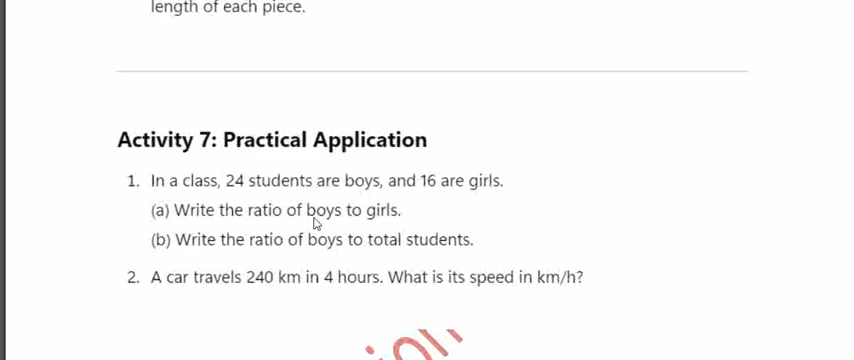 length of each piece.
Activity 7: Practical Application
1. In a class, 24 students are boys, and 16 are girls.
(a) Write the ratio of boys to girls.
(b) Write the ratio of boys to total students.
2. A car travels 240 km in 4 hours. What is its speed in km/h?